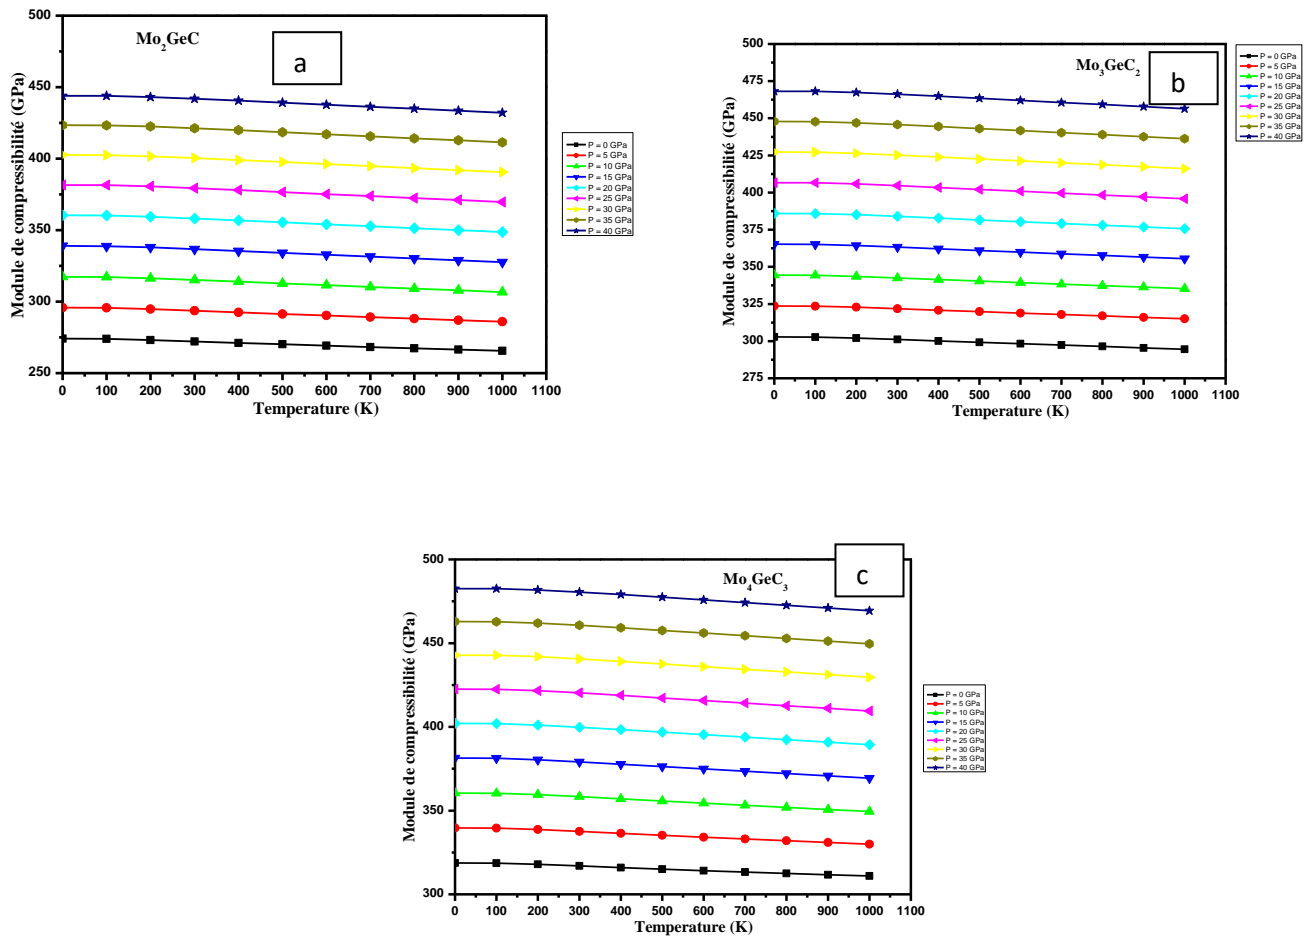 Mo2GeC
a
Module de compressibilité (GPa)
500
450
400
350
300
250
0 100 200 300 400 500 600 700 800 900 1000 1100
Temperature (K)
P = 0 GPa
P = 5 GPa
P = 10 GPa
P = 15 GPa
P = 20 GPa
P = 25 GPa
P = 30 GPa
P = 35 GPa
P = 40 GPa
Mo3GeC2
b
Module de compressibilité (GPa)
500
475
450
425
400
375
350
325
300
275
0 100 200 300 400 500 600 700 800 900 1000 1100
Temperature (K)
P = 0 GPa
P = 5 GPa
P = 10 GPa
P = 15 GPa
P = 20 GPa
P = 25 GPa
P = 30 GPa
P = 35 GPa
P = 40 GPa
Mo4GeC3
c
Module de compressibilité (GPa)
500
450
400
350
300
0 100 200 300 400 500 600 700 800 900 1000 1100
Temperature (K)
P = 0 GPa
P = 5 GPa
P = 10 GPa
P = 15 GPa
P = 20 GPa
P = 25 GPa
P = 30 GPa
P = 35 GPa
P = 40 GPa